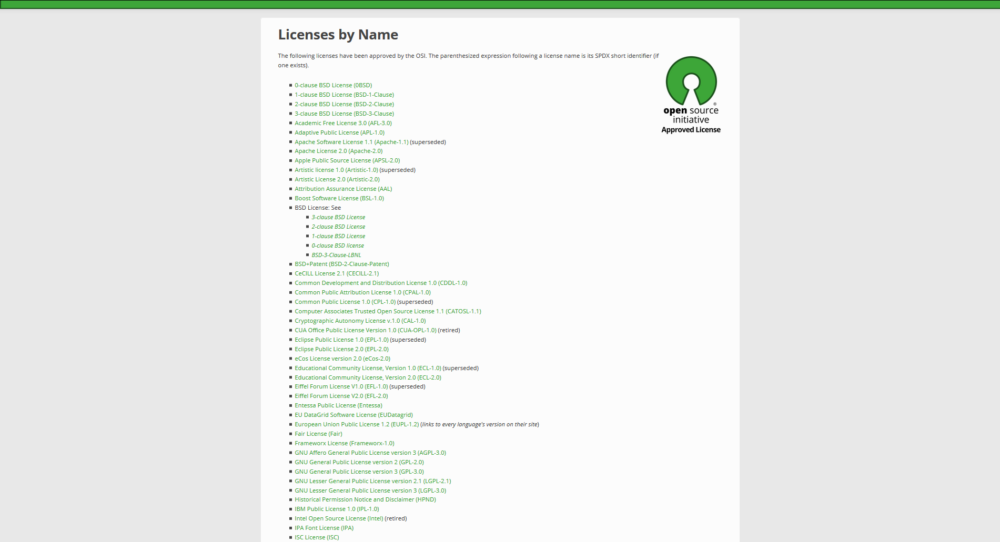 Licenses by Name
The following licenses have been approved by the OSI. The parenthesized expression following a license name is its SPDX short identifier (if
one exists).
®
open source
initiative
Approved License
0-clause BSD License (0BSD)
1-clause BSD License (BSD-1-Clause)
2-clause BSD License (BSD-2-Clause)
3-clause BSD License (BSD-3-Clause)
Academic Free License 3.0 (AFL-3.0)
Adaptive Public License (APL-1.0)
Apache Software License 1.1 (Apache-1.1) (superseded)
Apache License 2.0 (Apache-2.0)
Apple Public Source License (APSL-2.0)
Artistic license 1.0 (Artistic-1.0) (superseded)
Artistic License 2.0 (Artistic-2.0)
Attribution Assurance License (AAL)
Boost Software License (BSL-1.0)
BSD License: See
3-clause BSD License
2-clause BSD License
1-clause BSD License
0-clause BSD license
BSD-3-Clause-LBNL
BSD+Patent (BSD-2-Clause-Patent)
CeCILL License 2.1 (CECILL-2.1)
Common Development and Distribution License 1.0 (CDDL-1.0)
Common Public Attribution License 1.0 (CPAL-1.0)
Common Public License 1.0 (CPL-1.0) (superseded)
Computer Associates Trusted Open Source License 1.1 (CATOSL-1.1)
Cryptographic Autonomy License v.1.0 (CAL-1.0)
CUA Office Public License Version 1.0 (CUA-OPL-1.0) (retired)
Eclipse Public License 1.0 (EPL-1.0) (superseded)
Eclipse Public License 2.0 (EPL-2.0)
eCos License version 2.0 (eCos-2.0)
Educational Community License, Version 1.0 (ECL-1.0) (superseded)
Educational Community License, Version 2.0 (ECL-2.0)
Eiffel Forum License V1.0 (EFL-1.0) (superseded)
Eiffel Forum License V2.0 (EFL-2.0)
Entessa Public License (Entessa)
EU DataGrid Software License (EUDatagrid)
European Union Public License 1.2 (EUPL-1.2) (links to every language's version on their site)
Fair License (Fair)
Frameworx License (Frameworx-1.0)
GNU Affero General Public License version 3 (AGPL-3.0)
GNU General Public License version 2 (GPL-2.0)
GNU General Public License version 3 (GPL-3.0)
GNU Lesser General Public License version 2.1 (LGPL-2.1)
GNU Lesser General Public License version 3 (LGPL-3.0)
Historical Permission Notice and Disclaimer (HPND)
IBM Public License 1.0 (IPL-1.0)
Intel Open Source License (Intel) (retired)
IPA Font License (IPA)
ISC License (ISC)